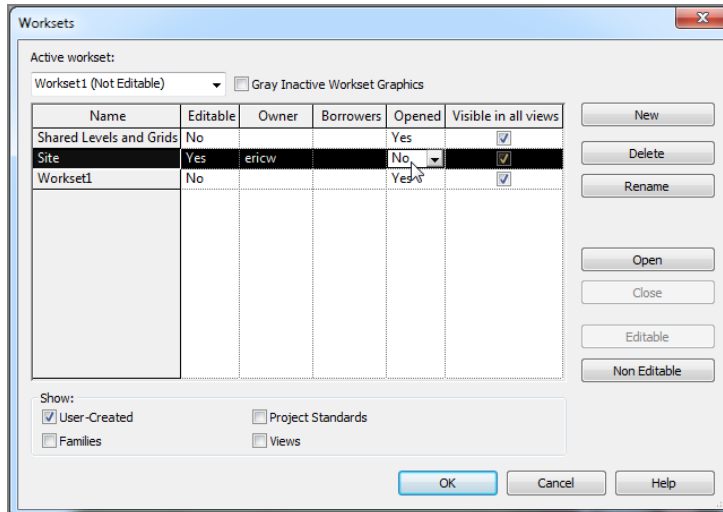 Worksets
Active workset:
Workset1 (Not Editable)
Gray Inactive Workset Graphics
Name Editable Owner Borrowers Opened Visible in all views
Shared Levels and Grids No Yes
Site Yes ericw No
Workset1 No Yes
New
Delete
Rename
Open
Close
Editable
Non Editable
Show:
User-Created Project Standards
Families Views
OK Cancel Help